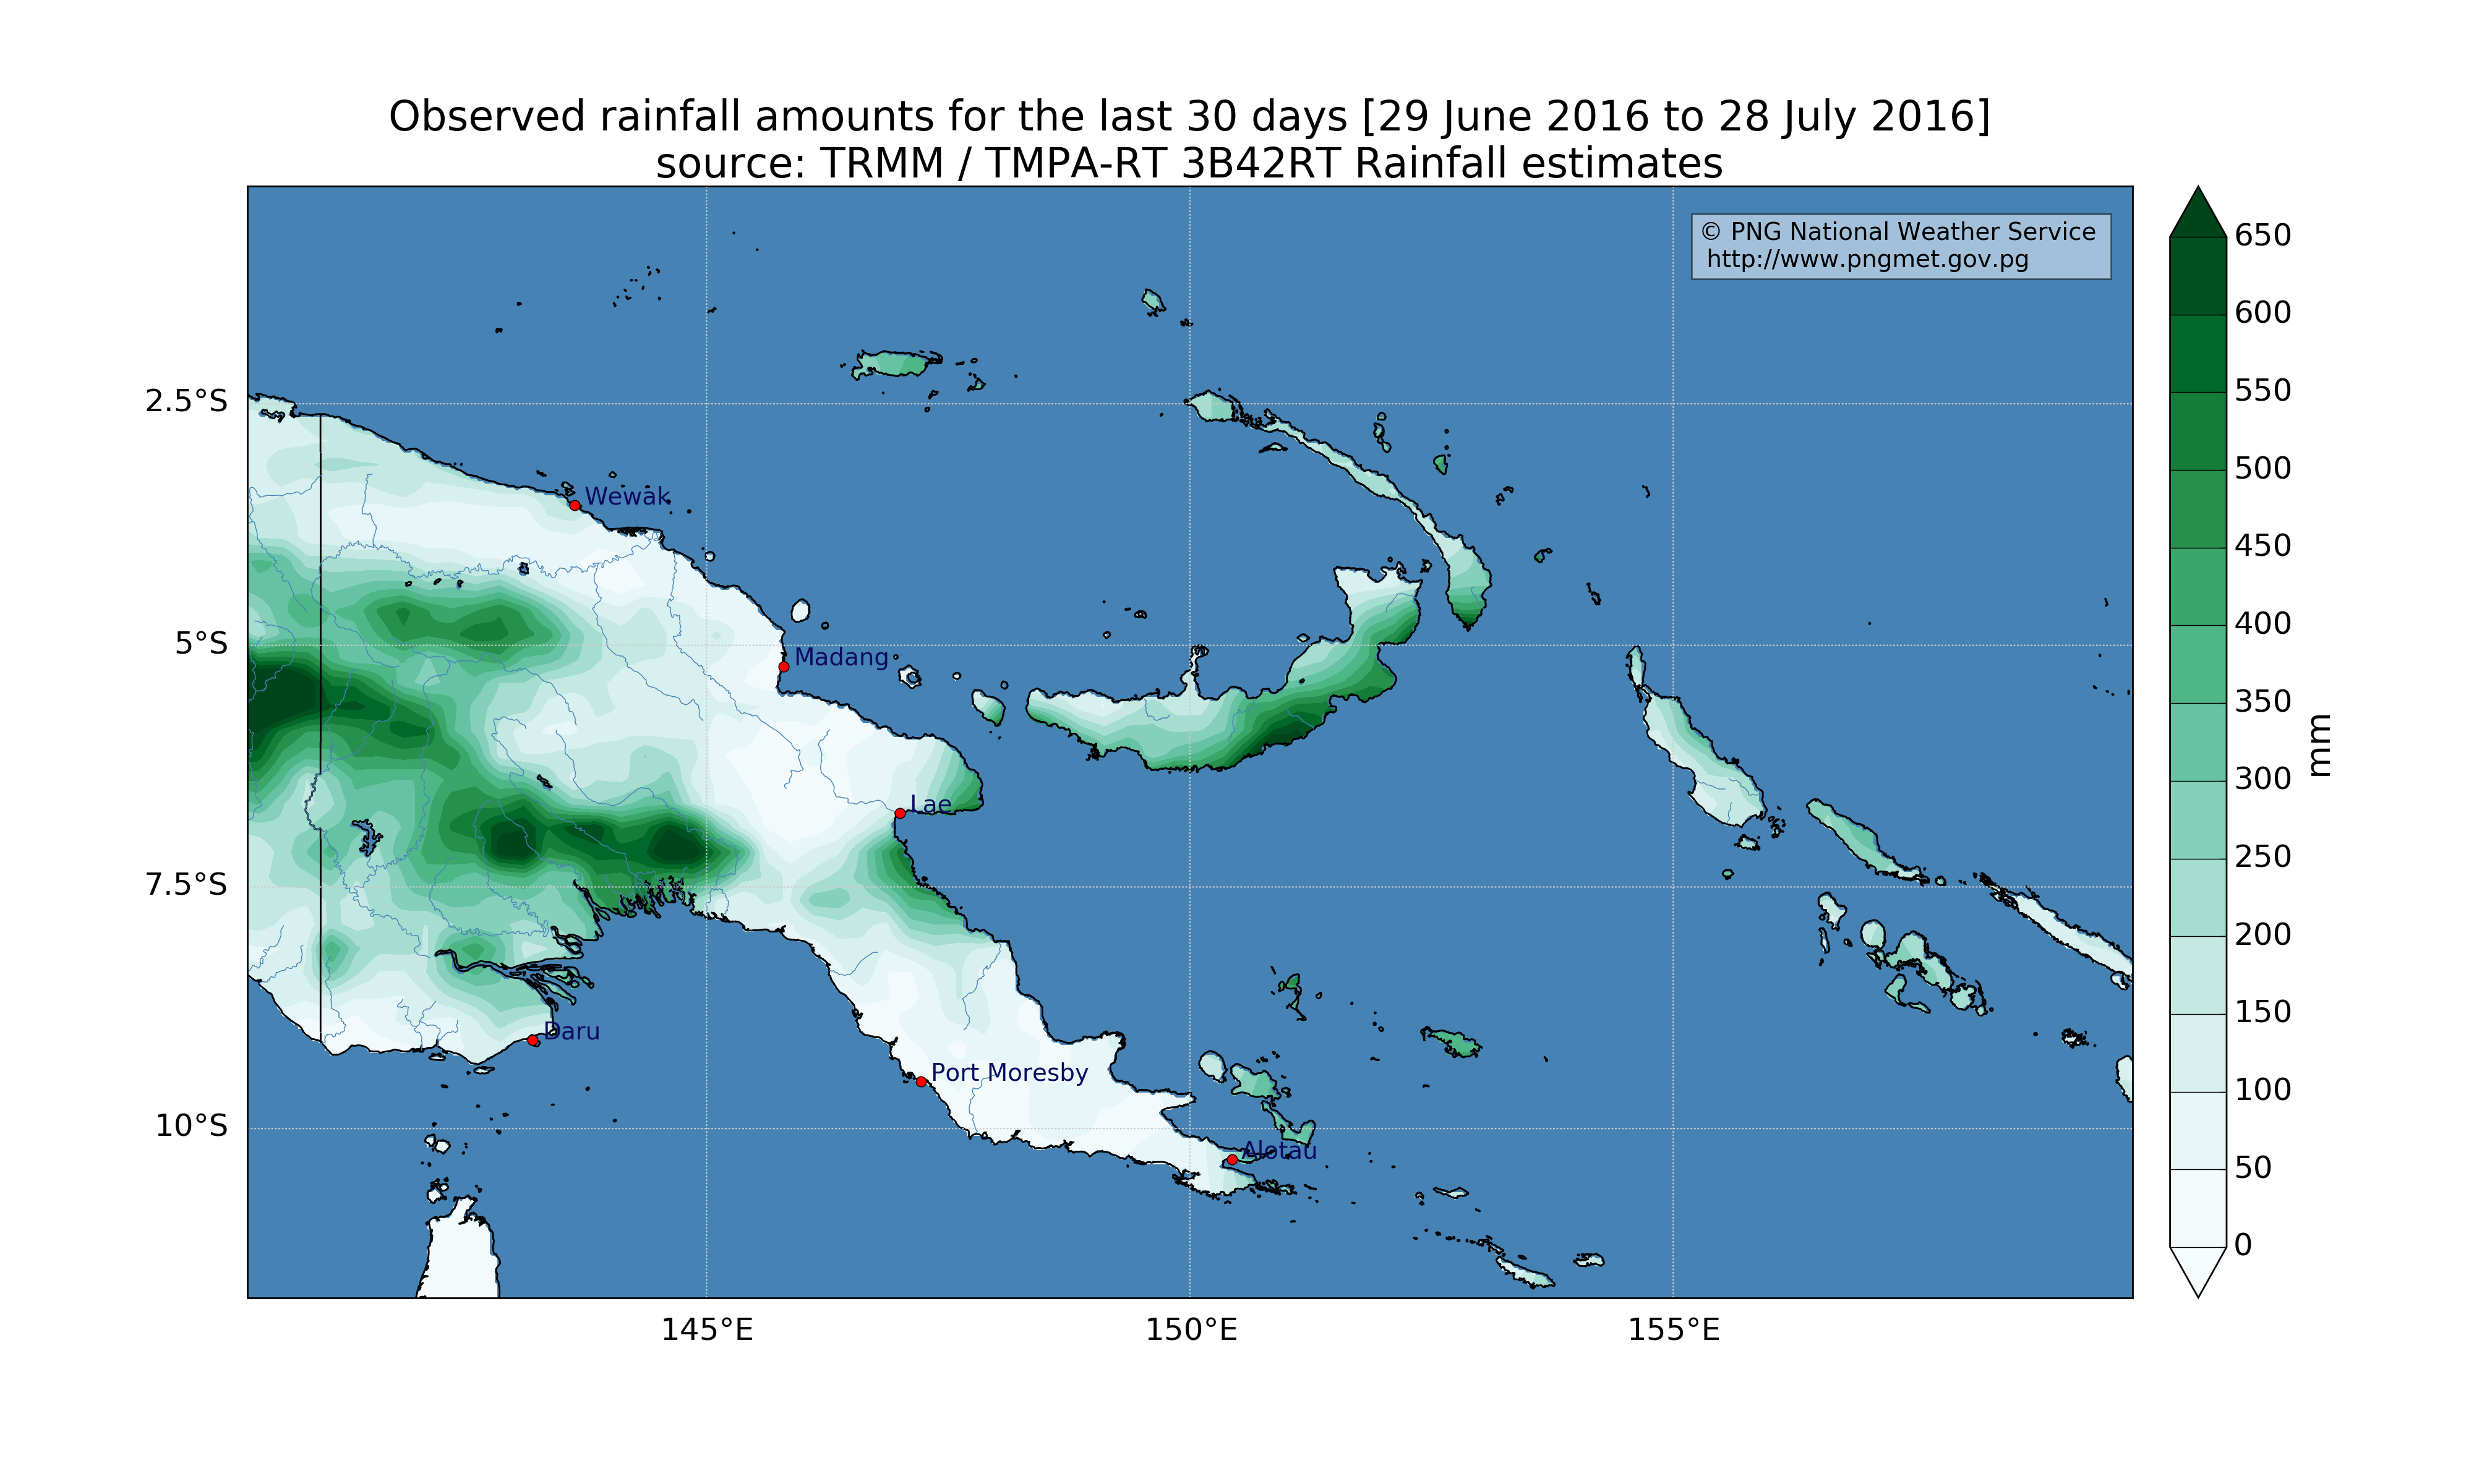 Observed rainfall amounts for the last 30 days [29 June 2016 to 28 July 2016]
source: TRMM / TMPA-RT 3B42RT Rainfall estimates
© PNG National Weather Service
http://www.pngmet.gov.pg
2.5°S
5°S
7.5°S
10°S
Wewak
Madang
Lae
Daru
Port Moresby
Alotau
145°E
150°E
155°E
650
600
550
500
450
400
350
300
250
200
150
100
50
0
mm